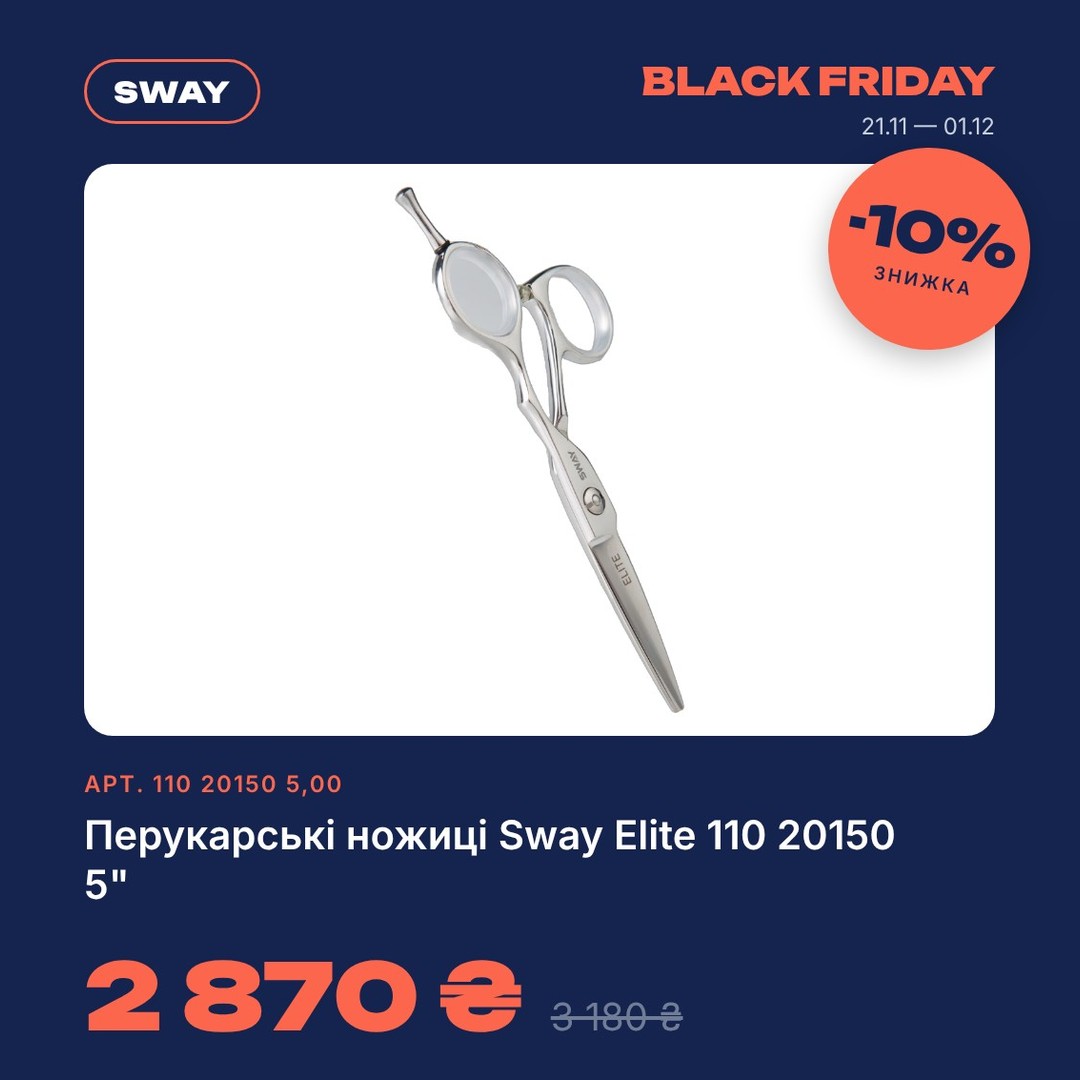 SWAY
BLACK FRIDAY
21.11 — 01.12
-10%
ЗНИЖКА
SWAY
ELITE
АРТ. 110 20150 5,00
Перукарські ножиці Sway Elite 110 20150
5"
2 870 ₴ 3 180 ₴